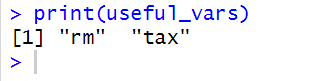 > print(useful_vars)
[1] "rm"  "tax"
>